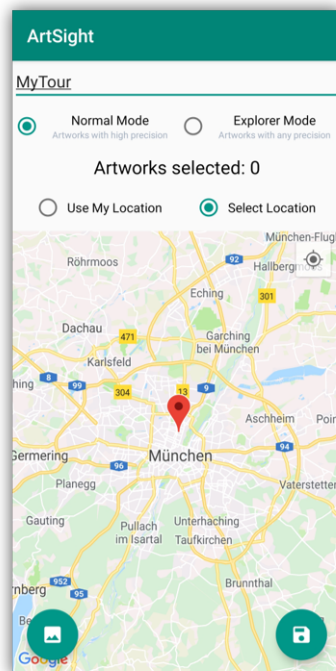 ArtSight
MyTour
Normal Mode
Artworks with high precision
Explorer Mode
Artworks with any precision
Artworks selected: 0
Use My Location
Select Location
München-Flug
92
Röhrmoos
Hallbergmoos
Eching
301
Dachau
471
Garching
bei München
Karlsfeld
8
99
304
13
9
Aschheim
Germering
94
96
München
Planegg
Vaterstetten
Gauting
Pullach
im Isartal
Unterhaching
Taufkirchen
952
Brunnthal
95
Google